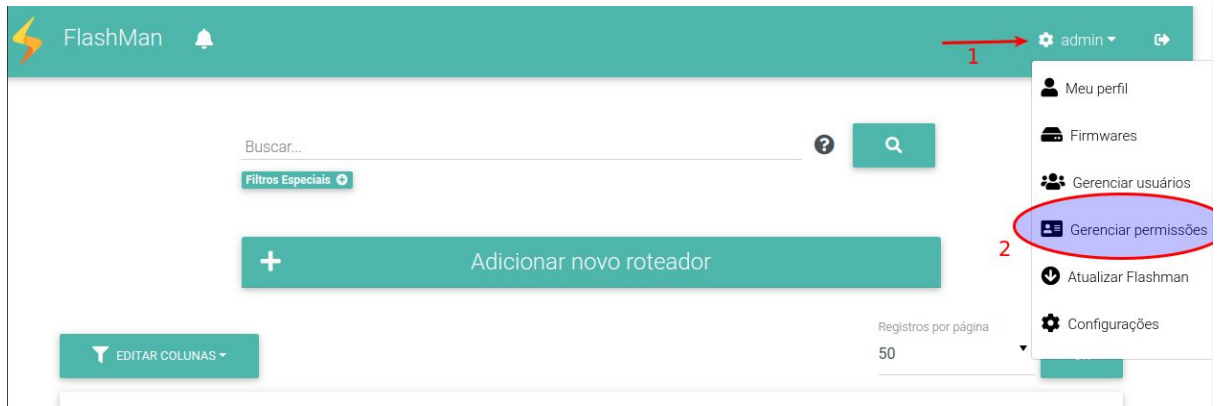 FlashMan
1
admin
Meu perfil
Buscar...
Firmwares
Filtros Especiais
Gerenciar usuários
Gerenciar permissões
2
Adicionar novo roteador
Atualizar Flashman
Registros por página
Configurações
EDITAR COLUNAS
50